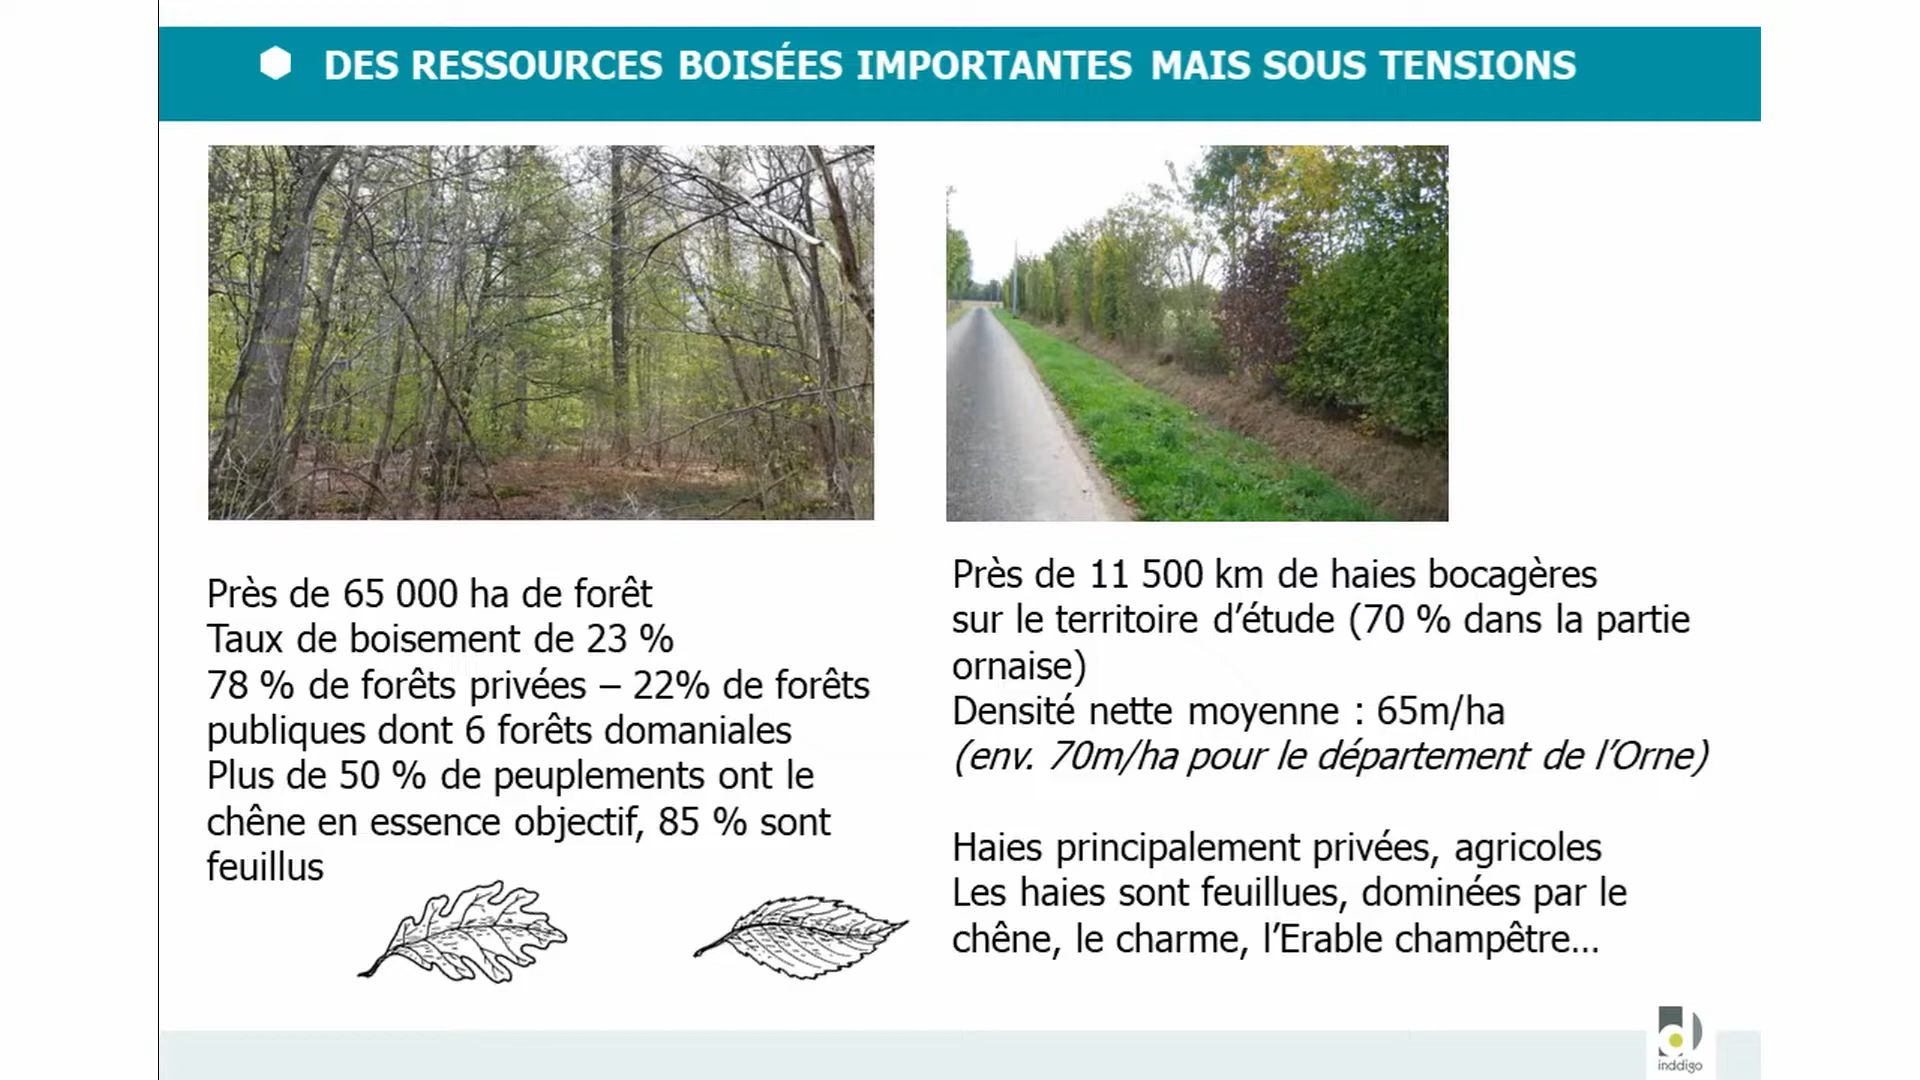 DES RESSOURCES BOISÉES IMPORTANTES MAIS SOUS TENSIONS
Près de 65 000 ha de forêt
Taux de boisement de 23 %
78 % de forêts privées – 22% de forêts
publiques dont 6 forêts domaniales
Plus de 50 % de peuplements ont le
chêne en essence objectif, 85 % sont
feuillus
Près de 11 500 km de haies bocagères
sur le territoire d’étude (70 % dans la partie
ornaise)
Densité nette moyenne : 65m/ha
(env. 70m/ha pour le département de l’Orne)
Haies principalement privées, agricoles
Les haies sont feuillues, dominées par le
chêne, le charme, l’Erable champêtre…
inddigo